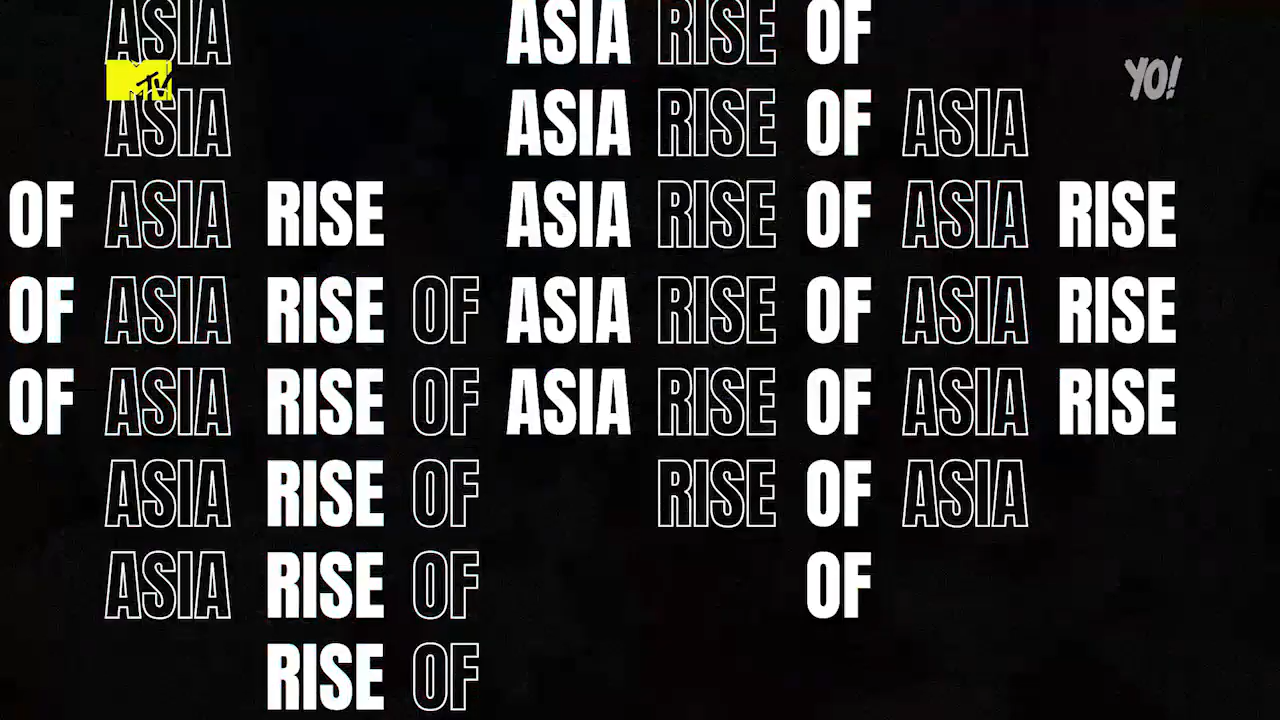 ASIA ASIA RISE OF
MTV YO!
ASIA ASIA RISE OF ASIA
OF ASIA RISE ASIA RISE OF ASIA RISE
OF ASIA RISE OF ASIA RISE OF ASIA RISE
OF ASIA RISE OF ASIA RISE OF ASIA RISE
ASIA RISE OF RISE OF ASIA
ASIA RISE OF OF
RISE OF